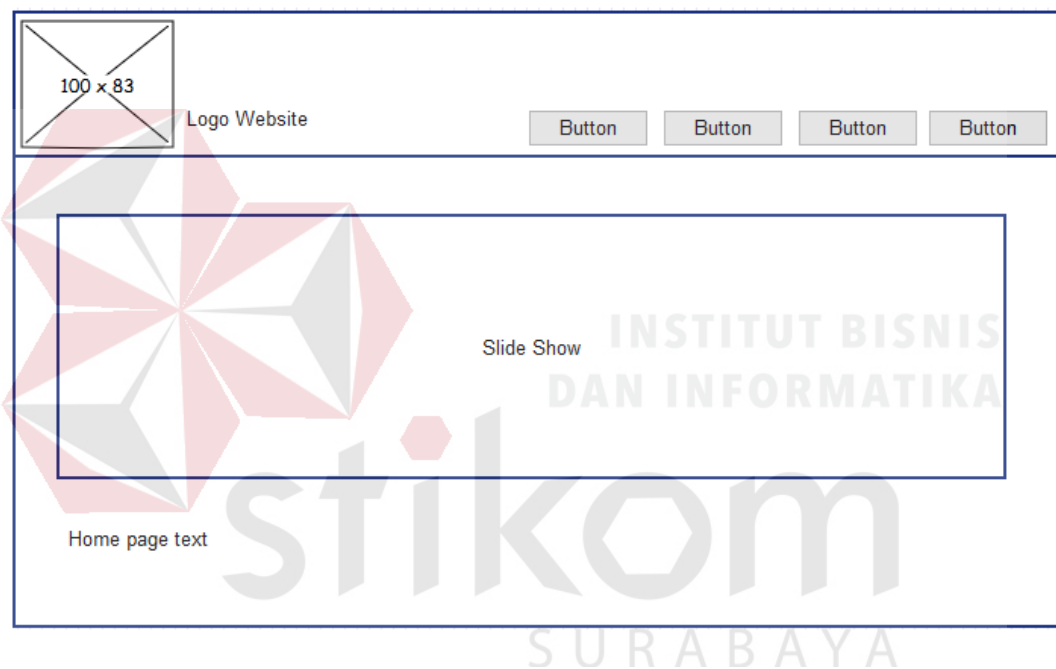 100 x 83
Logo Website
Button Button Button Button
Slide Show
INSTITUT BISNIS
DAN INFORMATIKA
stikom
Home page text
SURABAYA